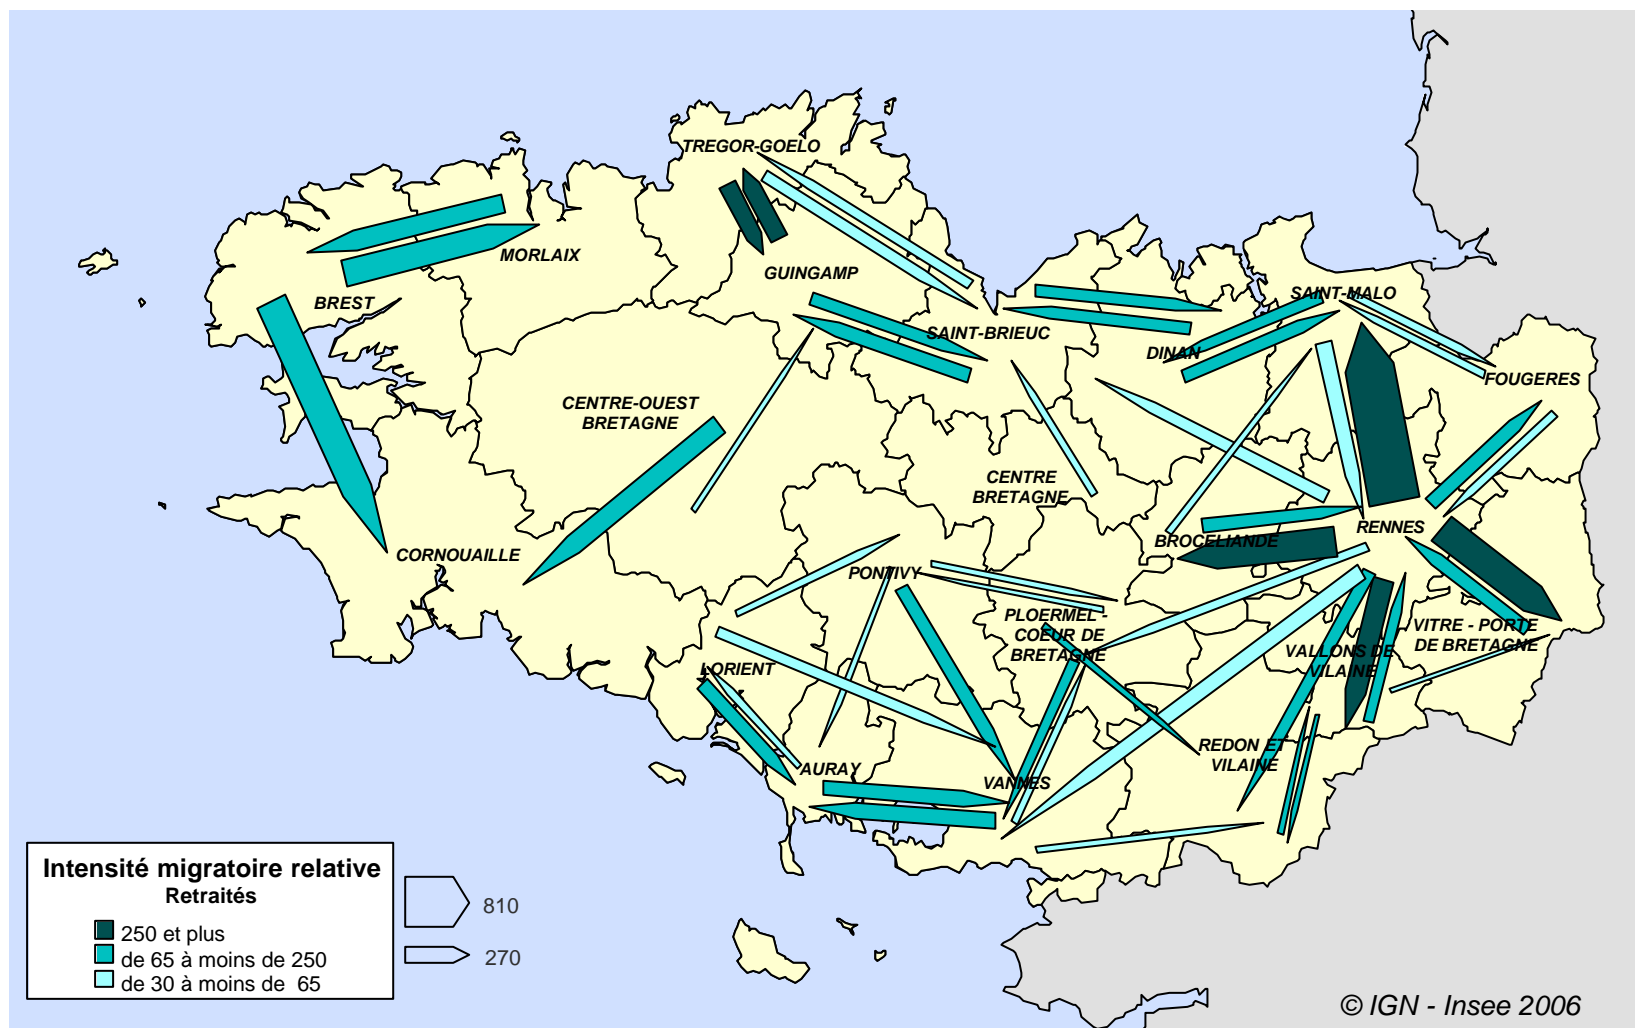 TREGOR-GOELO
MORLAIX
GUINGAMP
BREST
SAINT-MALO
SAINT-BRIEUC
DINAN
FOUGERES
CENTRE-OUEST
BRETAGNE
CENTRE
BRETAGNE
RENNES
BROCELIANDE
CORNOUAILLE
PONTIVY
PLOERMEL -
COEUR DE
BRETAGNE
VITRE - PORTE
DE BRETAGNE
VALLONS DE
VILAINE
LORIENT
REDON ET
VILAINE
AURAY
VANNES
Intensité migratoire relative
Retraités
250 et plus
de 65 à moins de 250
de 30 à moins de 65
810
270
© IGN - Insee 2006